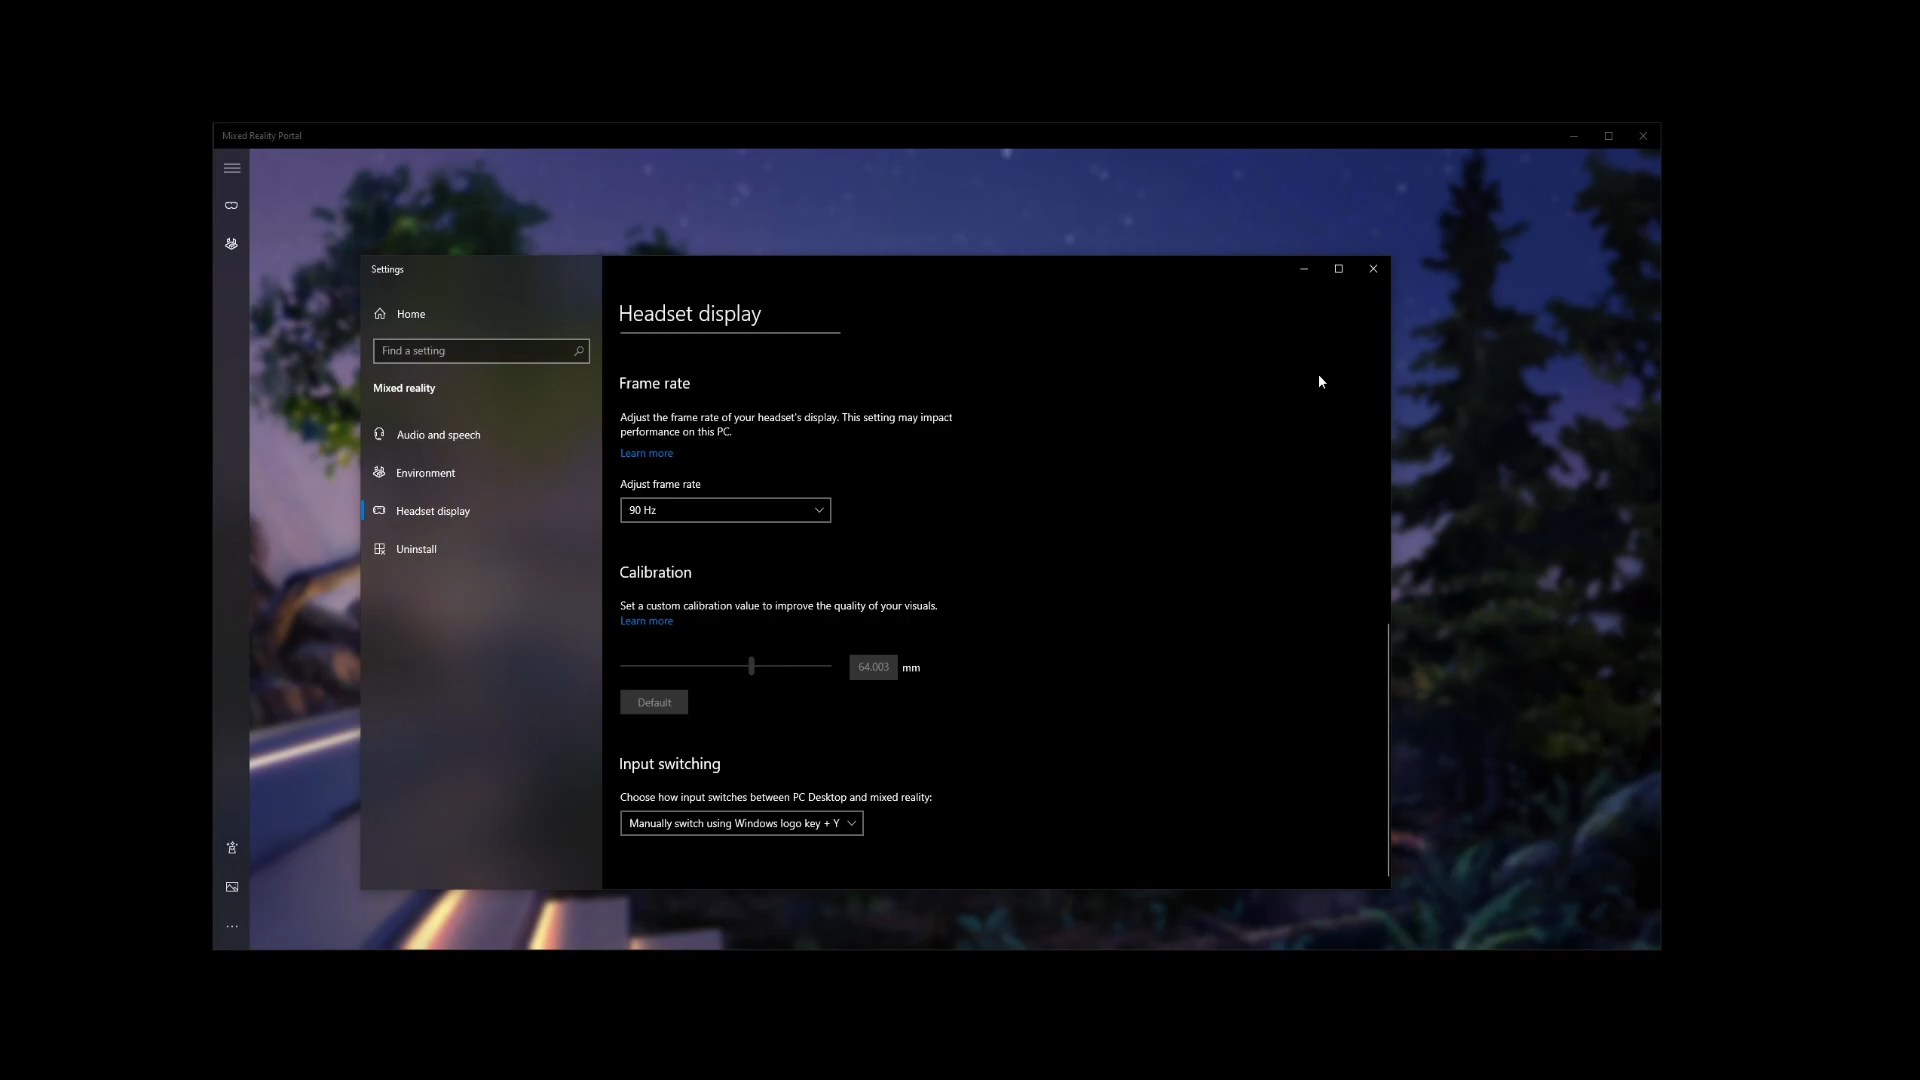 Mixed Reality Portal
Settings
Home
Find a setting
Mixed reality
Audio and speech
Environment
Headset display
Uninstall
Headset display
Frame rate
Adjust the frame rate of your headset's display. This setting may impact
performance on this PC.
Learn more
Adjust frame rate
90 Hz
Calibration
Set a custom calibration value to improve the quality of your visuals.
Learn more
64.003 mm
Default
Input switching
Choose how input switches between PC Desktop and mixed reality:
Manually switch using Windows logo key + Y